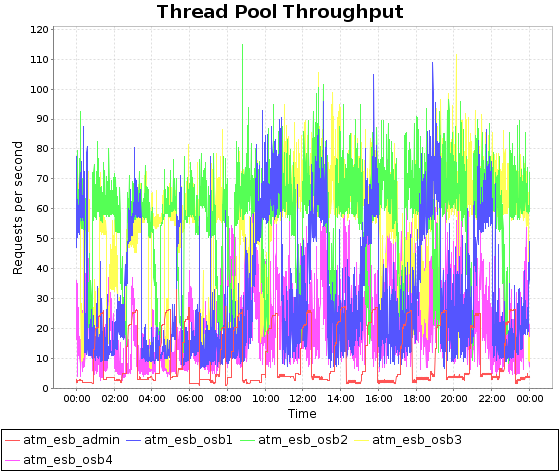 Thread Pool Throughput
120
110
100
90
80
70
60
50
40
30
20
10
0
Requests per second
00:00 02:00 04:00 06:00 08:00 10:00 12:00 14:00 16:00 18:00 20:00 22:00 00:00
Time
atm_esb_admin atm_esb_osb1 atm_esb_osb2 atm_esb_osb3
atm_esb_osb4